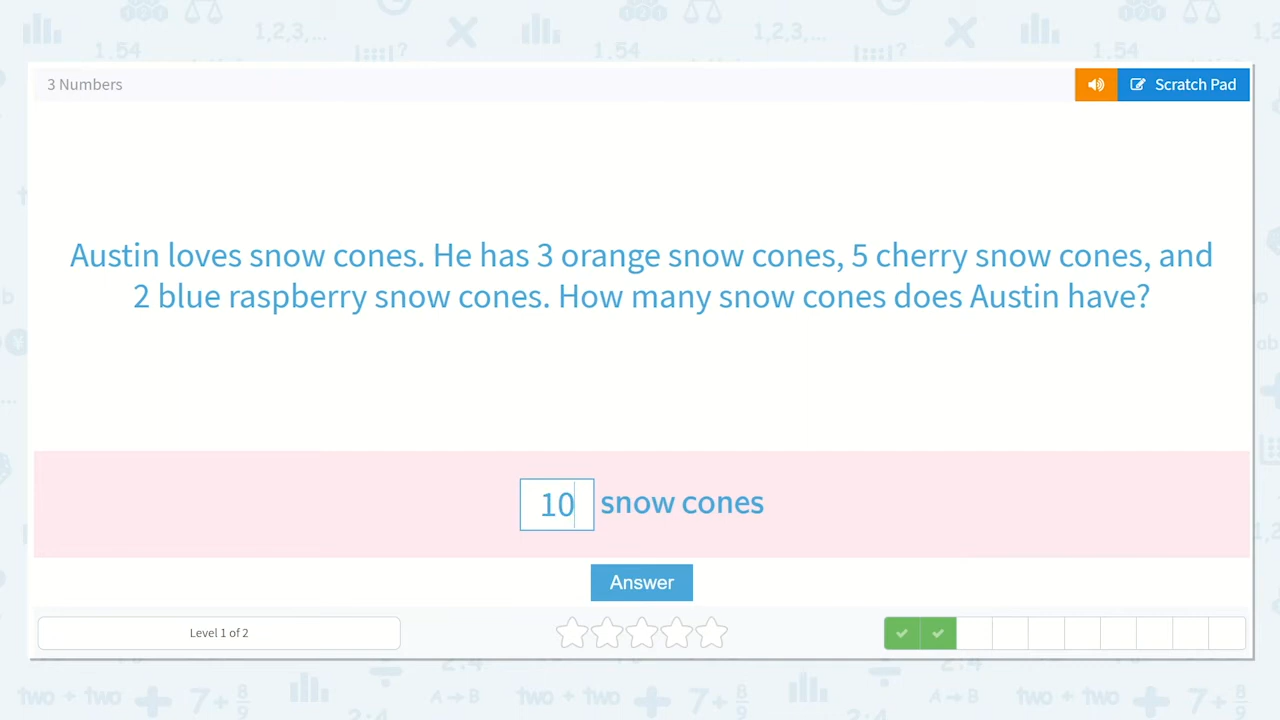 3 Numbers
Scratch Pad
Austin loves snow cones. He has 3 orange snow cones, 5 cherry snow cones, and
2 blue raspberry snow cones. How many snow cones does Austin have?
10 snow cones
Answer
Level 1 of 2